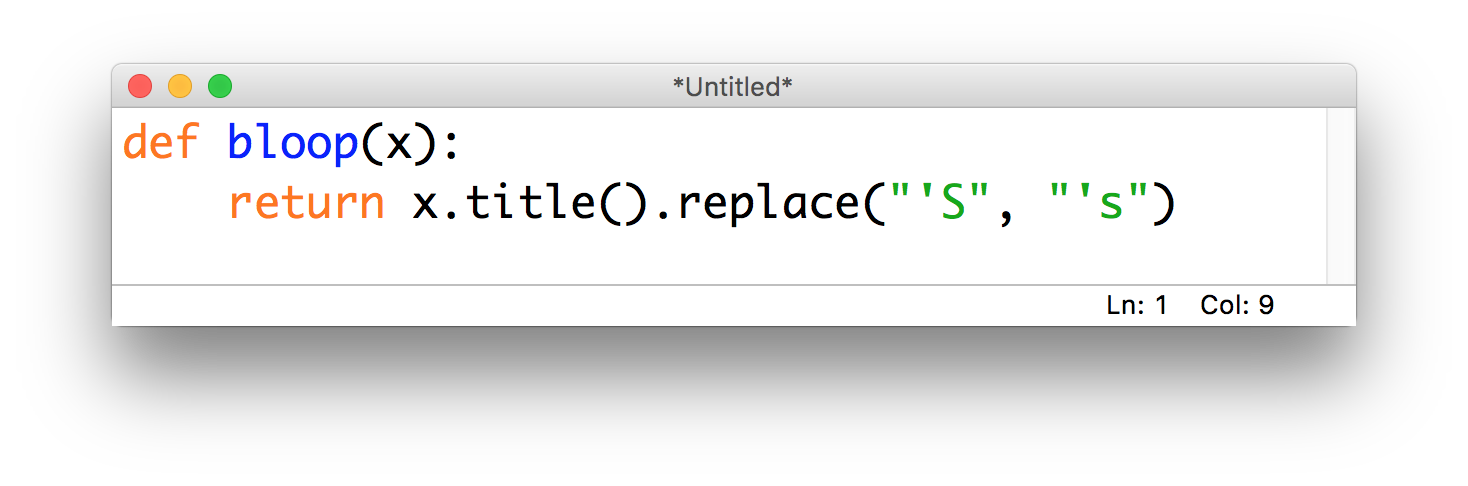 *Untitled*
def bloop(x):
    return x.title().replace("'S", "'s")
Ln: 1 Col: 9